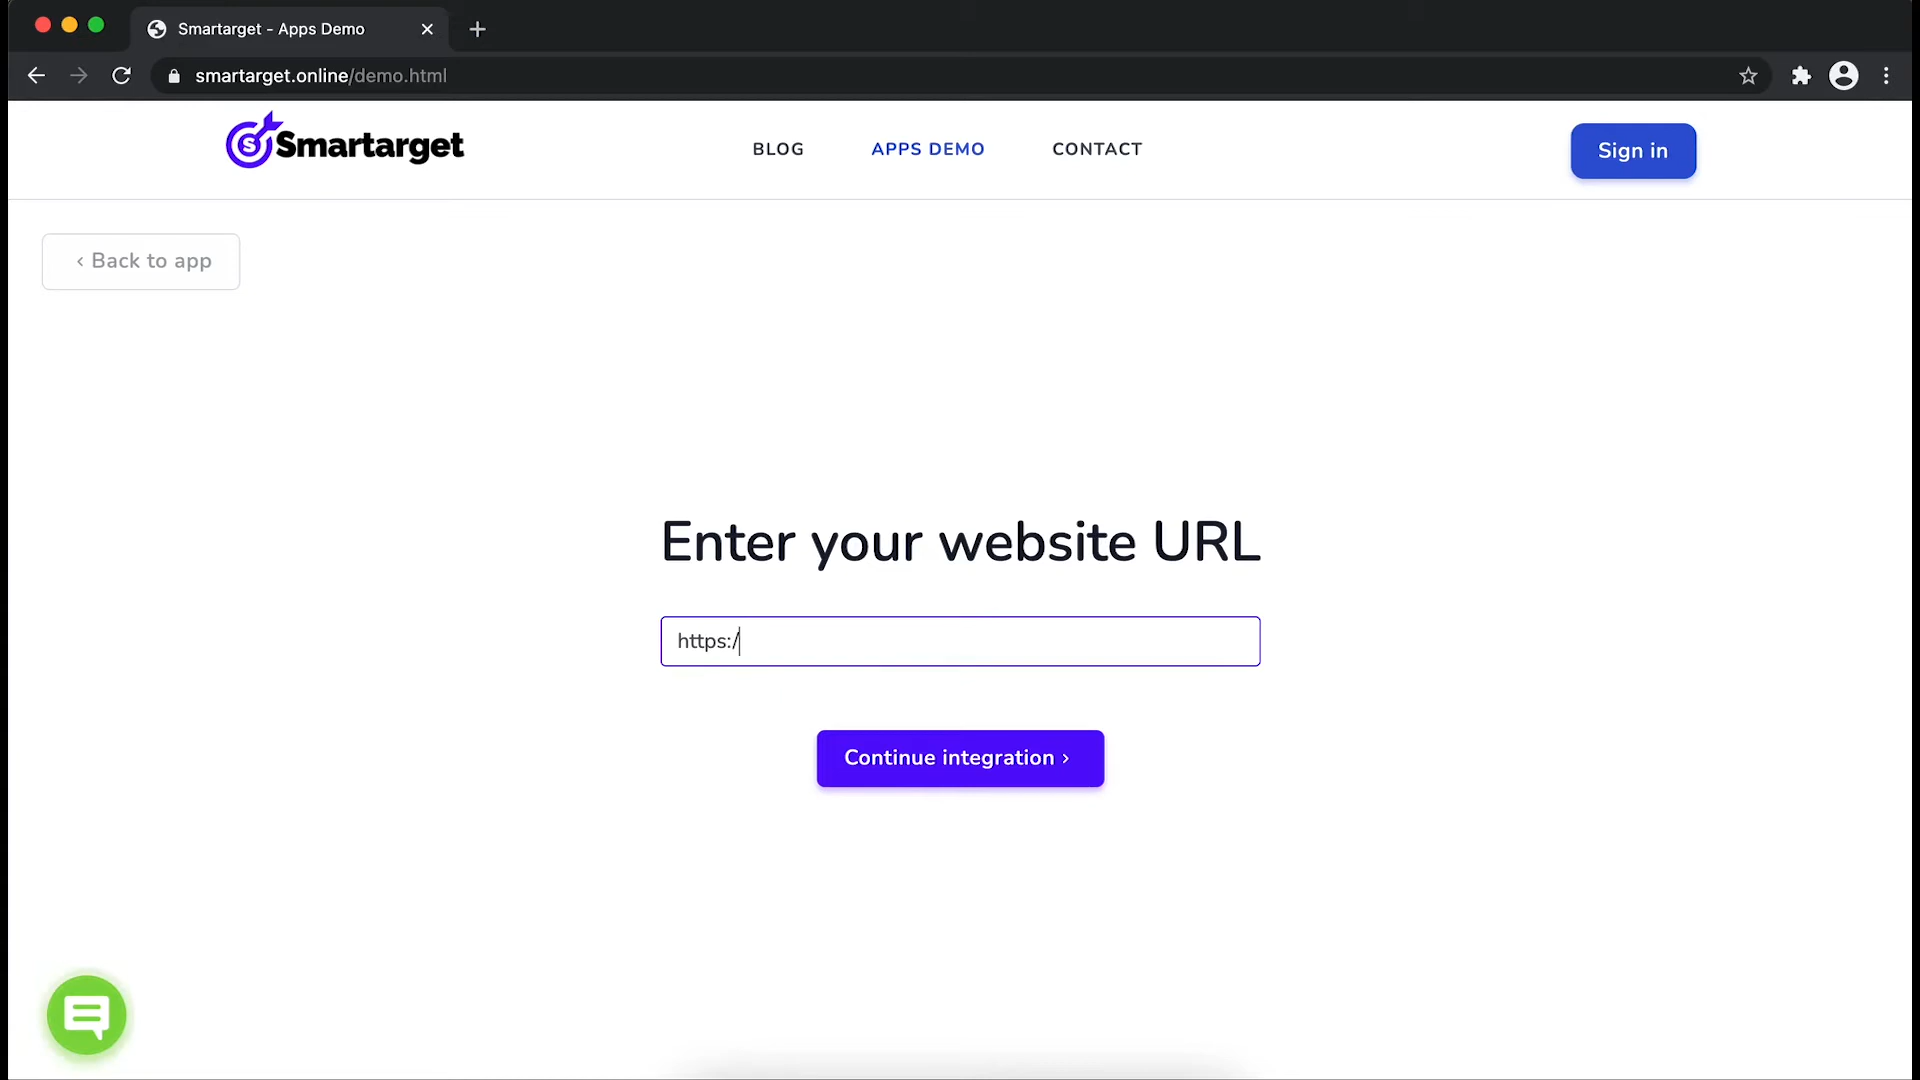 Smartarget - Apps Demo
smartarget.online/demo.html
Smartarget
BLOG
APPS DEMO
CONTACT
Sign in
‹ Back to app
Enter your website URL
https:/
Continue integration ›